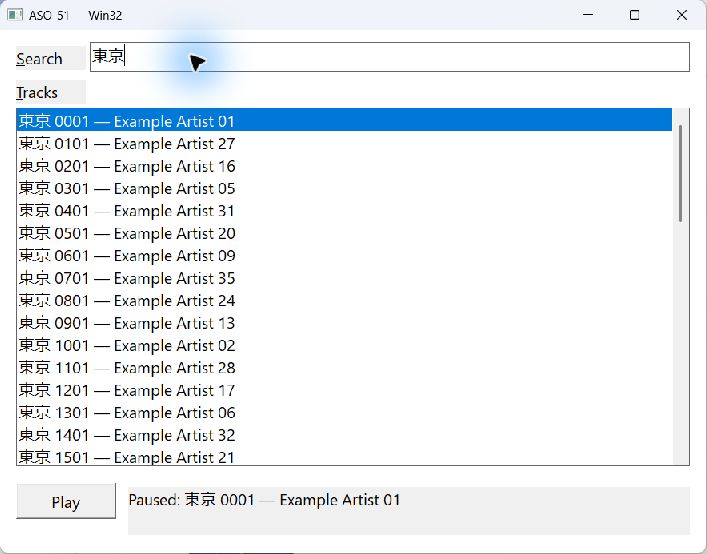 ASO 51 Win32
Search 東京
Tracks
東京 0001 — Example Artist 01
東京 0101 — Example Artist 27
東京 0201 — Example Artist 16
東京 0301 — Example Artist 05
東京 0401 — Example Artist 31
東京 0501 — Example Artist 20
東京 0601 — Example Artist 09
東京 0701 — Example Artist 35
東京 0801 — Example Artist 24
東京 0901 — Example Artist 13
東京 1001 — Example Artist 02
東京 1101 — Example Artist 28
東京 1201 — Example Artist 17
東京 1301 — Example Artist 06
東京 1401 — Example Artist 32
東京 1501 — Example Artist 21
Play Paused: 東京 0001 — Example Artist 01